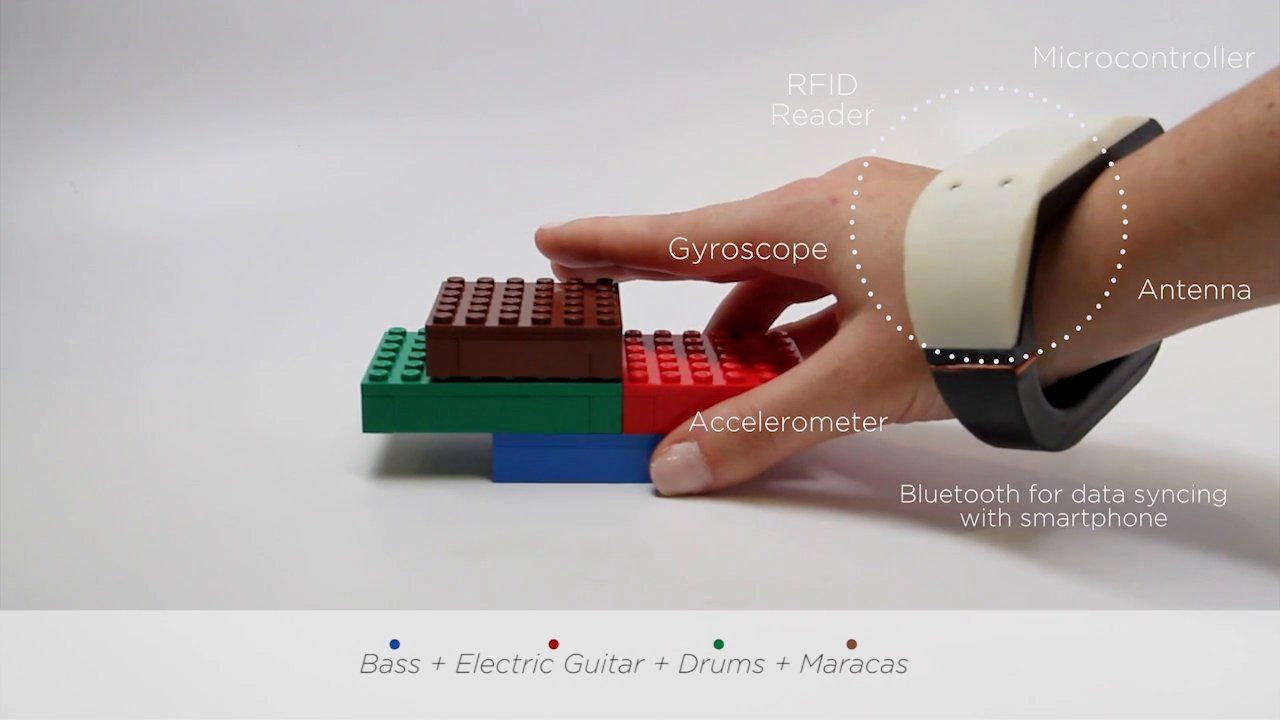 Microcontroller
RFID
Reader
Gyroscope
Antenna
Accelerometer
Bluetooth for data syncing
with smartphone
Bass + Electric Guitar + Drums + Maracas